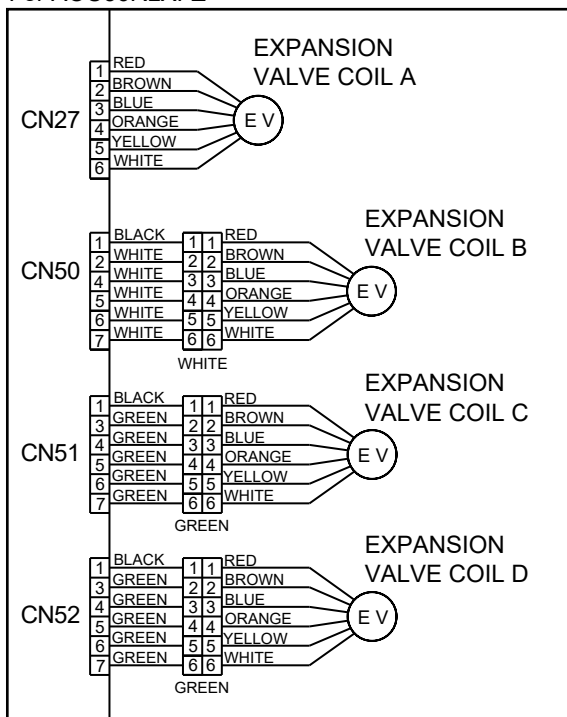 EXPANSION
VALVE COIL A
CN27
1 RED
2 BROWN
3 BLUE
4 ORANGE
5 YELLOW
6 WHITE
E V
EXPANSION
VALVE COIL B
CN50
1 BLACK 1 1 RED
2 WHITE 2 2 BROWN
4 WHITE 3 3 BLUE
5 WHITE 4 4 ORANGE
6 WHITE 5 5 YELLOW
7 WHITE 6 6 WHITE
E V
WHITE
EXPANSION
VALVE COIL C
CN51
1 BLACK 1 1 RED
3 GREEN 2 2 BROWN
4 GREEN 3 3 BLUE
5 GREEN 4 4 ORANGE
6 GREEN 5 5 YELLOW
7 GREEN 6 6 WHITE
E V
GREEN
EXPANSION
VALVE COIL D
CN52
1 BLACK 1 1 RED
3 GREEN 2 2 BROWN
4 GREEN 3 3 BLUE
5 GREEN 4 4 ORANGE
6 GREEN 5 5 YELLOW
7 GREEN 6 6 WHITE
E V
GREEN